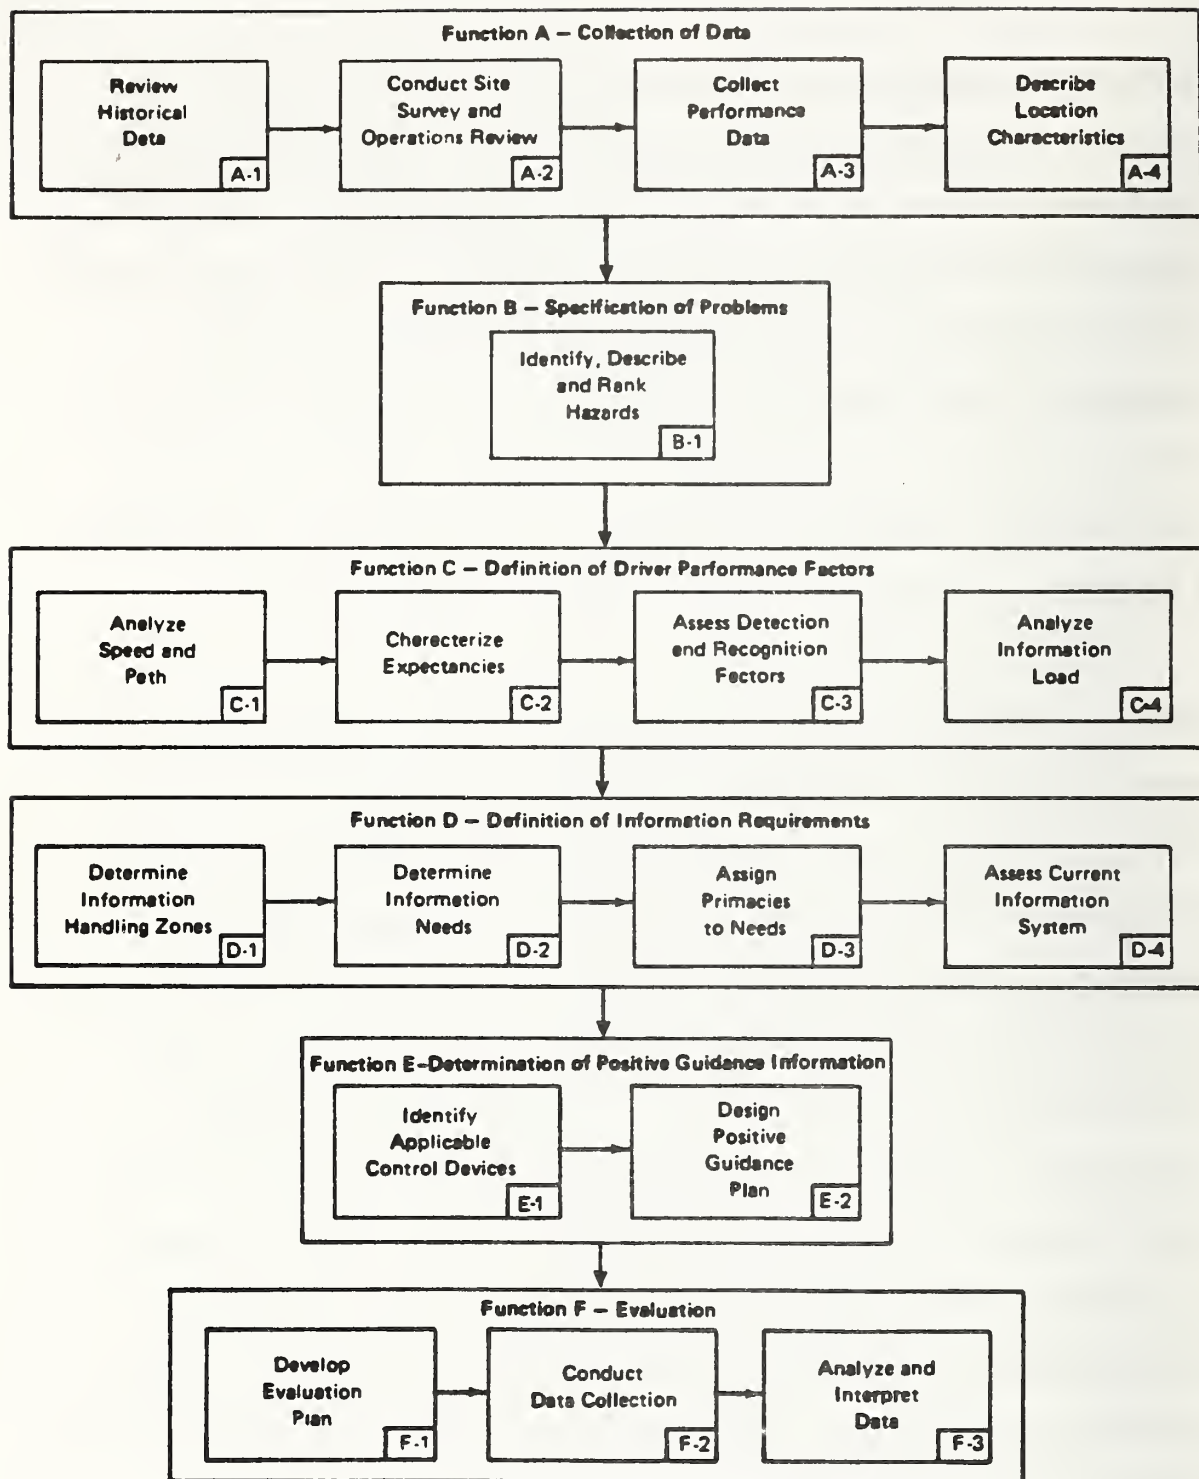 Function A – Collection of Data
Review
Historical
Data
A-1
Conduct Site
Survey and
Operations Review
A-2
Collect
Performance
Data
A-3
Describe
Location
Characteristics
A-4
Function B – Specification of Problems
Identify, Describe
and Rank
Hazards
B-1
Function C – Definition of Driver Performance Factors
Analyze
Speed and
Path
C-1
Characterize
Expectancies
C-2
Assess Detection
and Recognition
Factors
C-3
Analyze
Information
Load
C-4
Function D – Definition of Information Requirements
Determine
Information
Handling Zones
D-1
Determine
Information
Needs
D-2
Assign
Primacies
to Needs
D-3
Assess Current
Information
System
D-4
Function E–Determination of Positive Guidance Information
Identify
Applicable
Control Devices
E-1
Design
Positive
Guidance
Plan
E-2
Function F – Evaluation
Develop
Evaluation
Plan
F-1
Conduct
Data Collection
F-2
Analyze and
Interpret
Data
F-3